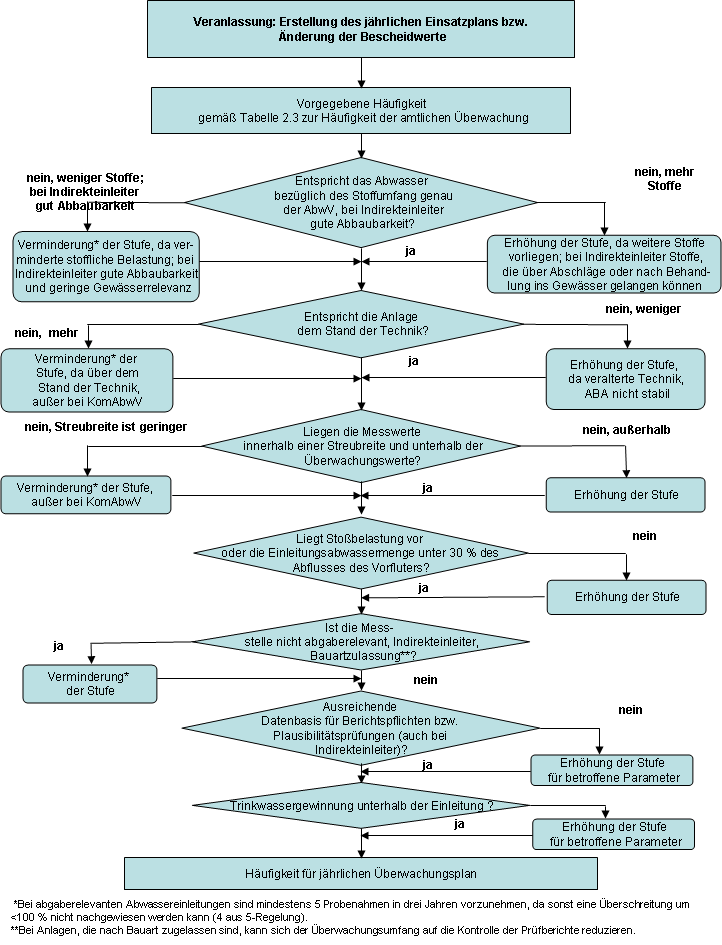 Veranlassung: Erstellung des jährlichen Einsatzplans bzw.
Änderung der Bescheidwerte
Vorgegebene Häufigkeit
gemäß Tabelle 2.3 zur Häufigkeit der amtlichen Überwachung
nein, weniger Stoffe;
bei Indirekteinleiter
gut Abbaubarkeit
Entspricht das Abwasser
bezüglich des Stoffumfang genau
der AbwV, bei Indirekteinleiter
gute Abbaubarkeit?
nein, mehr
Stoffe
Verminderung* der Stufe, da ver-
minderte stoffliche Belastung; bei
Indirekteinleiter gute Abbaubarkeit
und geringe Gewässerrelevanz
ja
Erhöhung der Stufe, da weitere Stoffe
vorliegen; bei Indirekteinleiter Stoffe,
die über Abschläge oder nach Behand-
lung ins Gewässer gelangen können
nein, mehr
Entspricht die Anlage
dem Stand der Technik?
nein, weniger
Verminderung* der
Stufe, da über dem
Stand der Technik,
außer bei KomAbwV
ja
Erhöhung der Stufe,
da veralterte Technik,
ABA nicht stabil
nein, Streubreite ist geringer
Liegen die Messwerte
innerhalb einer Streubreite und unterhalb der
Überwachungswerte?
nein, außerhalb
Verminderung* der Stufe,
außer bei KomAbwV
ja
Erhöhung der Stufe
Liegt Stoßbelastung vor
oder die Einleitungsabwassermenge unter 30 % des
Abflusses des Vorfluters?
nein
ja
Erhöhung der Stufe
ja
Ist die Mess-
stelle nicht abgaberelevant, Indirekteinleiter,
Bauartzulassung**?
Verminderung*
der Stufe
nein
Ausreichende
Datenbasis für Berichtspflichten bzw.
Plausibilitätsprüfungen (auch bei
Indirekteinleiter)?
nein
ja
Erhöhung der Stufe
für betroffene Parameter
Trinkwassergewinnung unterhalb der Einleitung ?
ja
Erhöhung der Stufe
für betroffene Parameter
Häufigkeit für jährlichen Überwachungsplan
*Bei abgaberelevanten Abwassereinleitungen sind mindestens 5 Probenahmen in drei Jahren vorzunehmen, da sonst eine Überschreitung um
<100 % nicht nachgewiesen werden kann (4 aus 5-Regelung).
**Bei Anlagen, die nach Bauart zugelassen sind, kann sich der Überwachungsumfang auf die Kontrolle der Prüfberichte reduzieren.